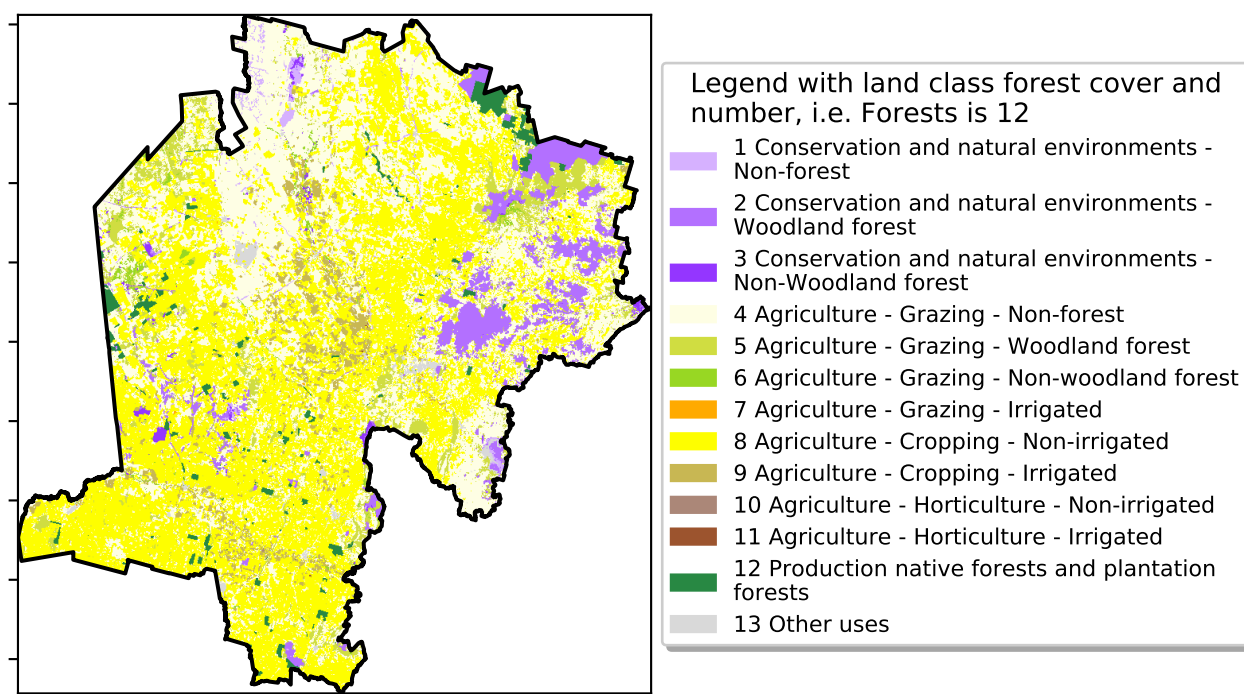 Legend with land class forest cover and
number, i.e. Forests is 12
1 Conservation and natural environments -
Non-forest
2 Conservation and natural environments -
Woodland forest
3 Conservation and natural environments -
Non-Woodland forest
4 Agriculture - Grazing - Non-forest
5 Agriculture - Grazing - Woodland forest
6 Agriculture - Grazing - Non-woodland forest
7 Agriculture - Grazing - Irrigated
8 Agriculture - Cropping - Non-irrigated
9 Agriculture - Cropping - Irrigated
10 Agriculture - Horticulture - Non-irrigated
11 Agriculture - Horticulture - Irrigated
12 Production native forests and plantation
forests
13 Other uses